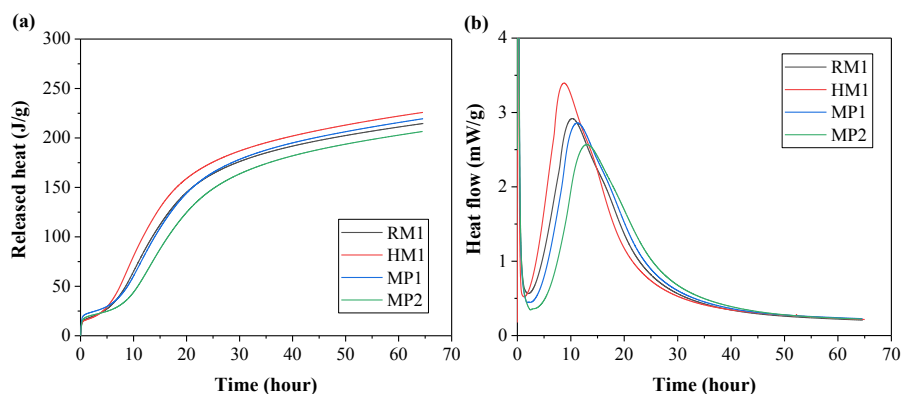 (a)
300
250
200
150
100
50
0
Released heat (J/g)
RM1
HM1
MP1
MP2
0 10 20 30 40 50 60 70
Time (hour)
(b)
4
3
2
1
0
Heat flow (mW/g)
RM1
HM1
MP1
MP2
0 10 20 30 40 50 60 70
Time (hour)